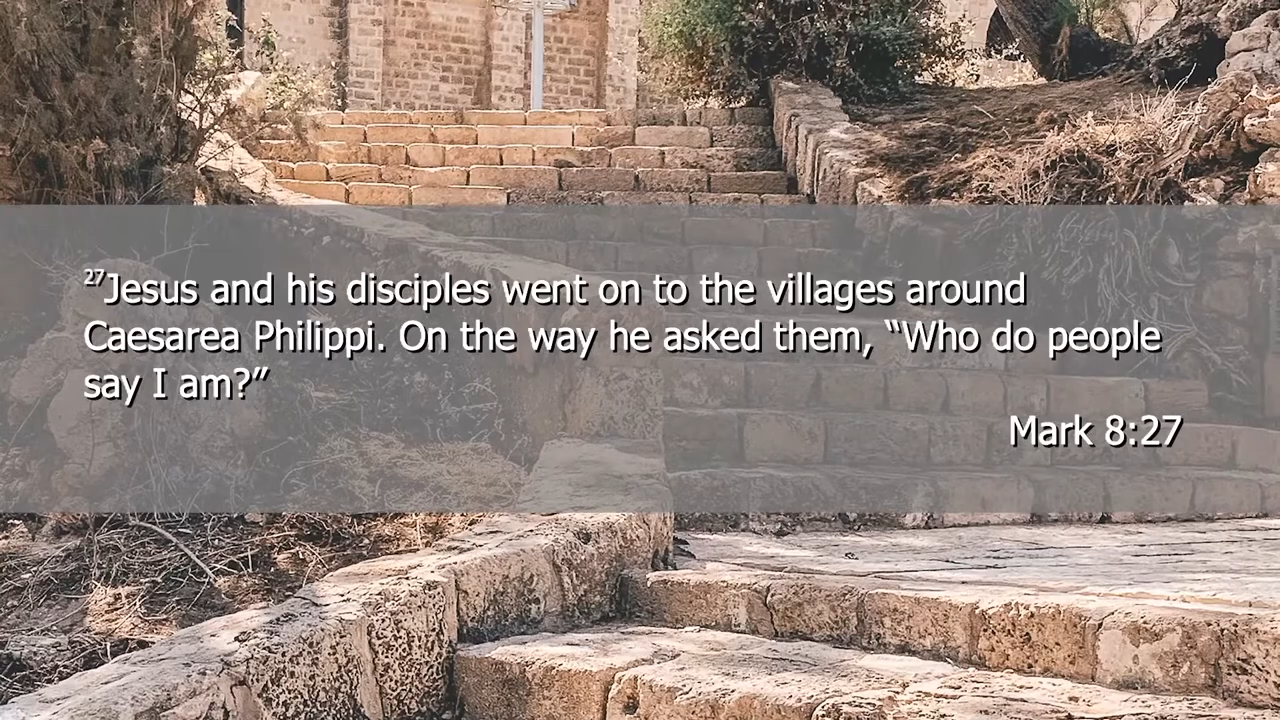 27Jesus and his disciples went on to the villages around
Caesarea Philippi. On the way he asked them, “Who do people
say I am?”
Mark 8:27